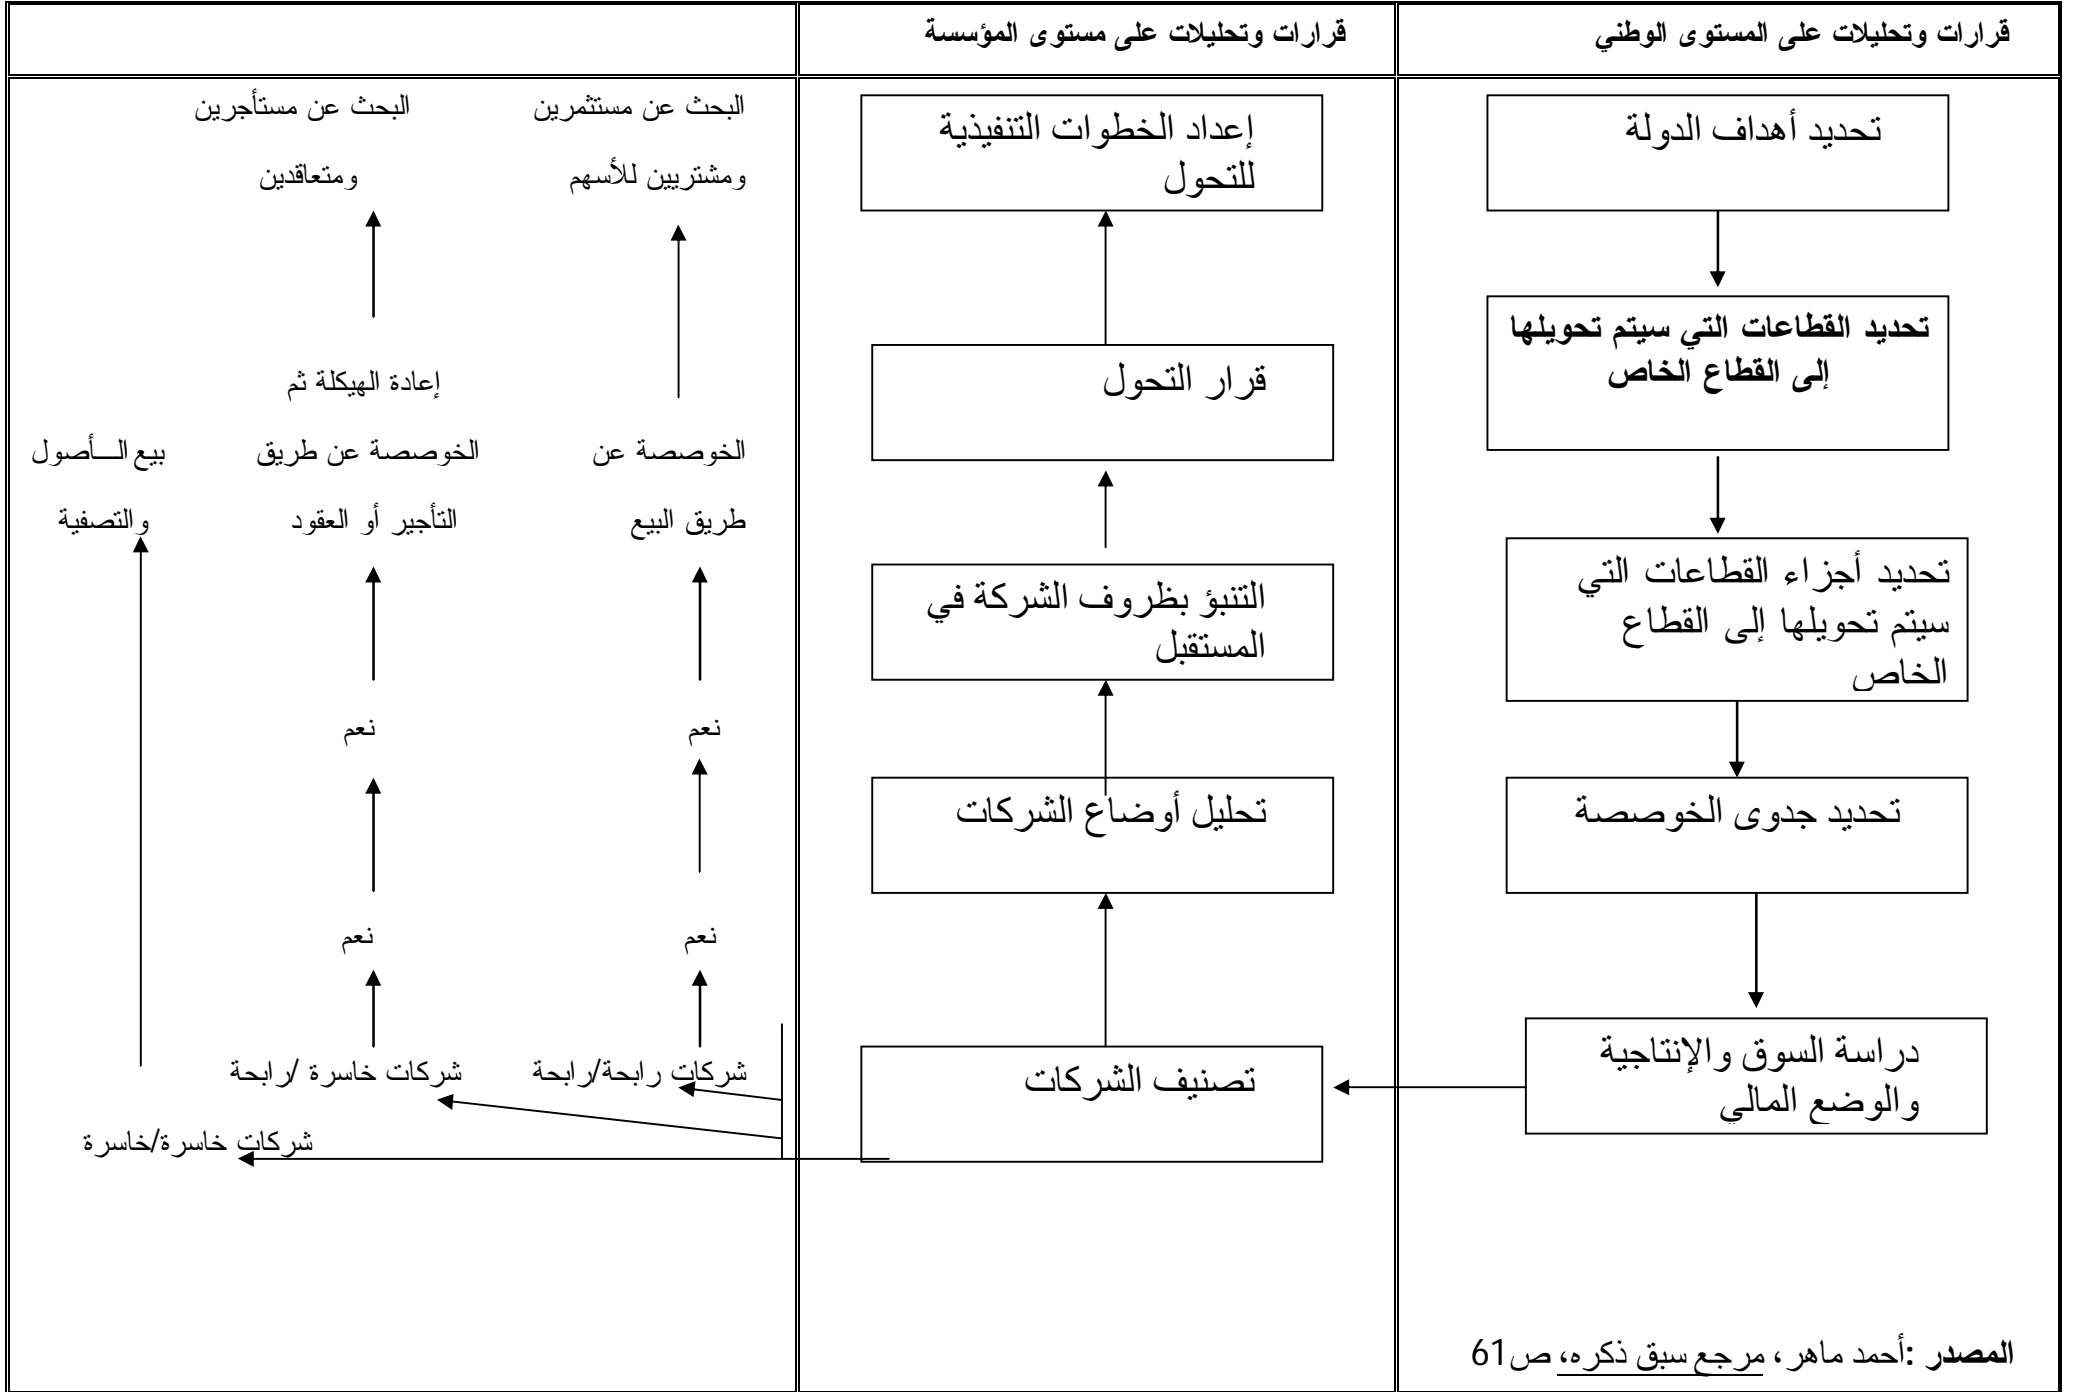 قرارات وتحليلات على المستوى الوطني
قرارات وتحليلات على مستوى المؤسسة
تحديد أهداف الدولة
تحديد القطاعات التي سيتم تحويلها
إلى القطاع الخاص
تحديد أجزاء القطاعات التي
سيتم تحويلها إلى القطاع
الخاص
تحديد جدوى الخوصصة
دراسة السوق والإنتاجية
والوضع المالي
المصدر :أحمد ماهر، مرجع سبق ذكره، ص61
إعداد الخطوات التنفيذية
للتحول
قرار التحول
التنبؤ بظروف الشركة في
المستقبل
تحليل أوضاع الشركات
تصنيف الشركات
البحث عن مستثمرين
ومشتريين للأسهم
الخوصصة عن
طريق البيع
نعم
نعم
شركات رابحة/رابحة
البحث عن مستأجرين
ومتعاقدين
إعادة الهيكلة ثم
الخوصصة عن طريق
التأجير أو العقود
نعم
نعم
شركات خاسرة /رابحة
بيع الـــأصول
والتصفية
شركات خاسرة/خاسرة